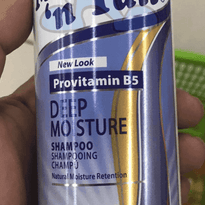 'n
New Look
Provitamin B5
DEEP
MOISTURE
SHAMPOO
SHAMPOOING
CHAMPÚ
Natural Moisture Retention